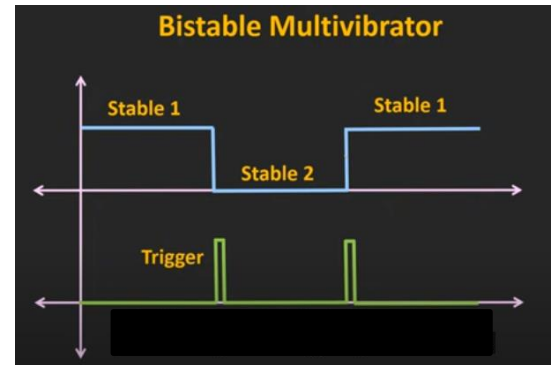 Bistable Multivibrator
Stable 1
Stable 1
Stable 2
Trigger